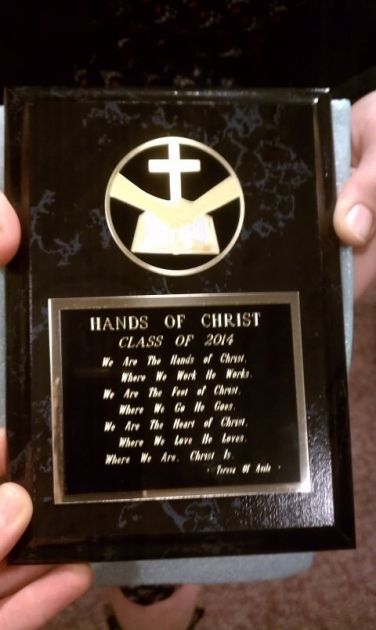 HANDS OF CHRIST
CLASS OF 2014
We Are The Hands of Christ,
Where We Work He Works.
We Are The Feet of Christ,
Where We Go He Goes.
We Are The Heart of Christ,
Where We Love He Loves.
Where We Are, Christ Is.
- Teresa Of Avila -